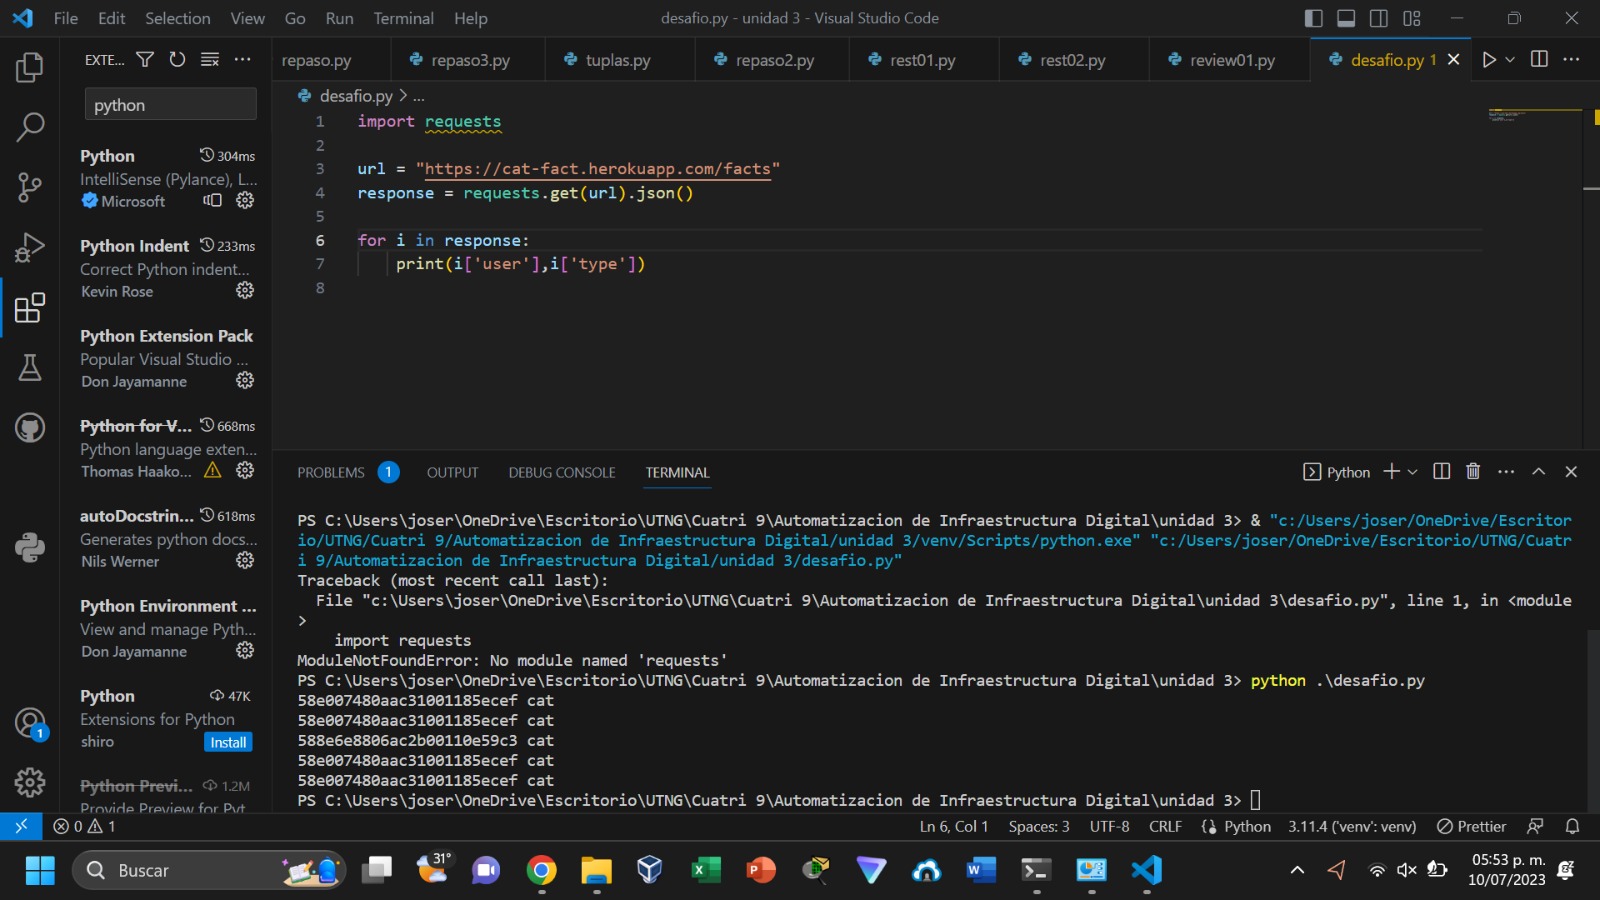 File Edit Selection View Go Run Terminal Help
desafio.py - unidad 3 - Visual Studio Code
EXTE...
repaso.py
repaso3.py
tuplas.py
repaso2.py
rest01.py
rest02.py
review01.py
desafio.py 1
python
desafio.py > ...
Python 304ms
IntelliSense (Pylance), L...
Microsoft
Python Indent 233ms
Correct Python indent...
Kevin Rose
Python Extension Pack
Popular Visual Studio ...
Don Jayamanne
Python for V... 668ms
Python language exten...
Thomas Haako...
autoDocstrin... 618ms
Generates python docs...
Nils Werner
Python Environment ...
View and manage Pyth...
Don Jayamanne
Python 47K
Extensions for Python
shiro Install
Python Previ... 1.2M
Provide Preview for Pyt
1 import requests
2
3 url = "https://cat-fact.herokuapp.com/facts"
4 response = requests.get(url).json()
5
6 for i in response:
7 print(i['user'],i['type'])
8
PROBLEMS 1 OUTPUT DEBUG CONSOLE TERMINAL
Python
PS C:\Users\joser\OneDrive\Escritorio\UTNG\Cuatri 9\Automatizacion de Infraestructura Digital\unidad 3> & "c:/Users/joser/OneDrive/Escritor
io/UTNG/Cuatri 9/Automatizacion de Infraestructura Digital/unidad 3/venv/Scripts/python.exe" "c:/Users/joser/OneDrive/Escritorio/UTNG/Cuatr
i 9/Automatizacion de Infraestructura Digital/unidad 3/desafio.py"
Traceback (most recent call last):
File "c:\Users\joser\OneDrive\Escritorio\UTNG\Cuatri 9\Automatizacion de Infraestructura Digital\unidad 3\desafio.py", line 1, in <module
>
import requests
ModuleNotFoundError: No module named 'requests'
PS C:\Users\joser\OneDrive\Escritorio\UTNG\Cuatri 9\Automatizacion de Infraestructura Digital\unidad 3> python .\desafio.py
58e007480aac31001185ecef cat
58e007480aac31001185ecef cat
588e6e8806ac2b00110e59c3 cat
58e007480aac31001185ecef cat
58e007480aac31001185ecef cat
PS C:\Users\joser\OneDrive\Escritorio\UTNG\Cuatri 9\Automatizacion de Infraestructura Digital\unidad 3>
1
0 1
Ln 6, Col 1 Spaces: 3 UTF-8 CRLF Python 3.11.4 ('venv': venv) Prettier
Buscar
31°
05:53 p. m.
10/07/2023